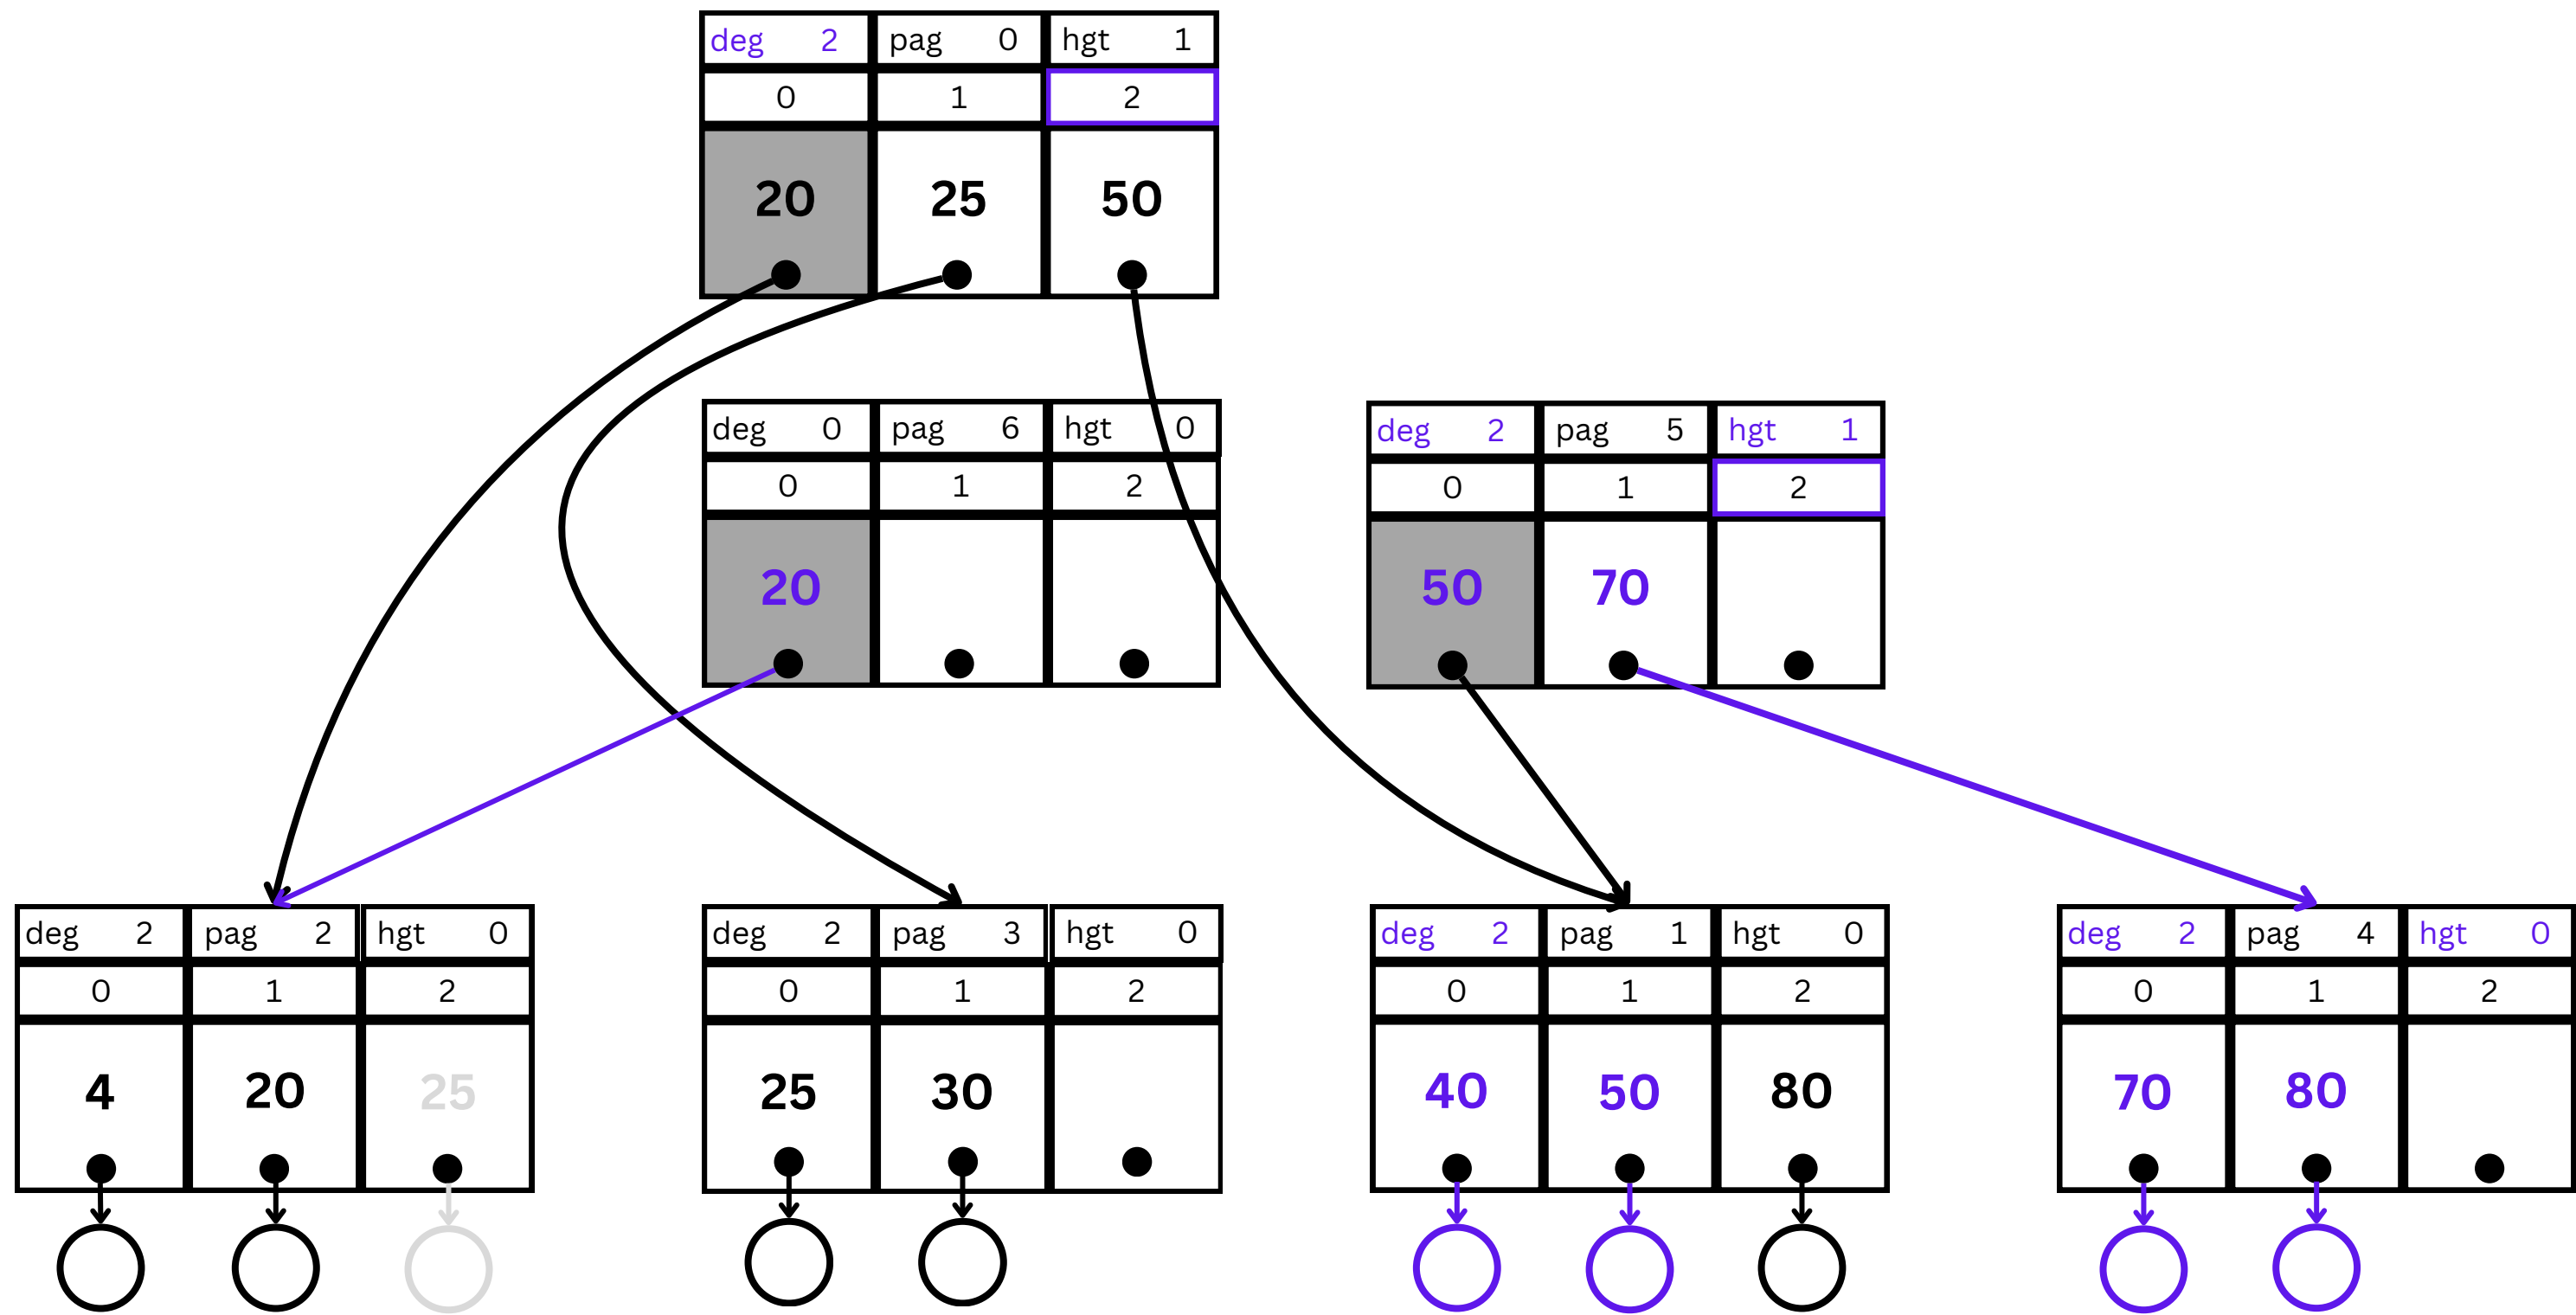 deg 2 pag 0 hgt 1
0 1 2
20 25 50
deg 0 pag 6 hgt 0
0 1 2
20
deg 2 pag 5 hgt 1
0 1 2
50 70
deg 2 pag 2 hgt 0
0 1 2
4 20 25
deg 2 pag 3 hgt 0
0 1 2
25 30
deg 2 pag 1 hgt 0
0 1 2
40 50 80
deg 2 pag 4 hgt 0
0 1 2
70 80